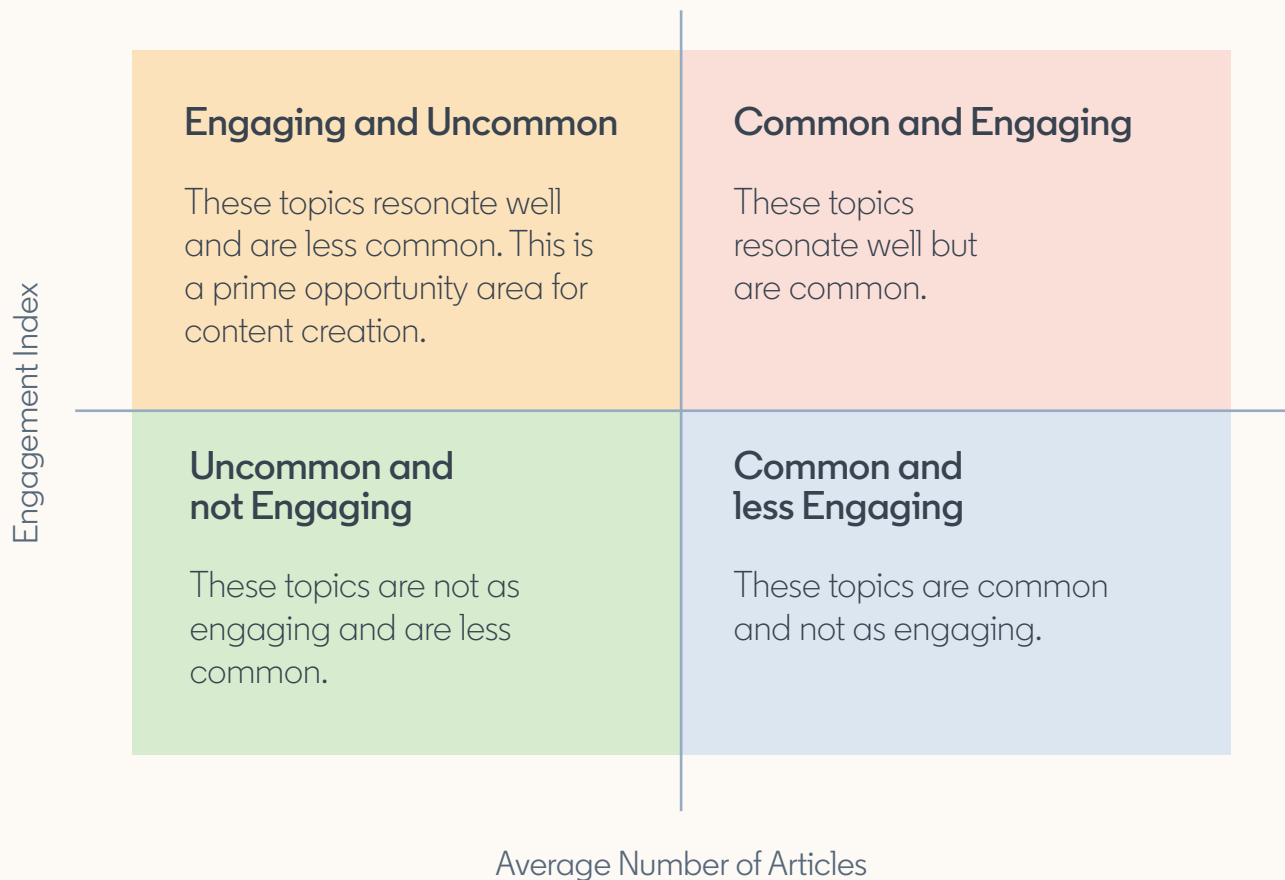 Engaging and Uncommon
These topics resonate well
and are less common. This is
a prime opportunity area for
content creation.
Common and Engaging
These topics
resonate well but
are common.
Engagement Index
Uncommon and
not Engaging
These topics are not as
engaging and are less
common.
Common and
less Engaging
These topics are common
and not as engaging.
Average Number of Articles